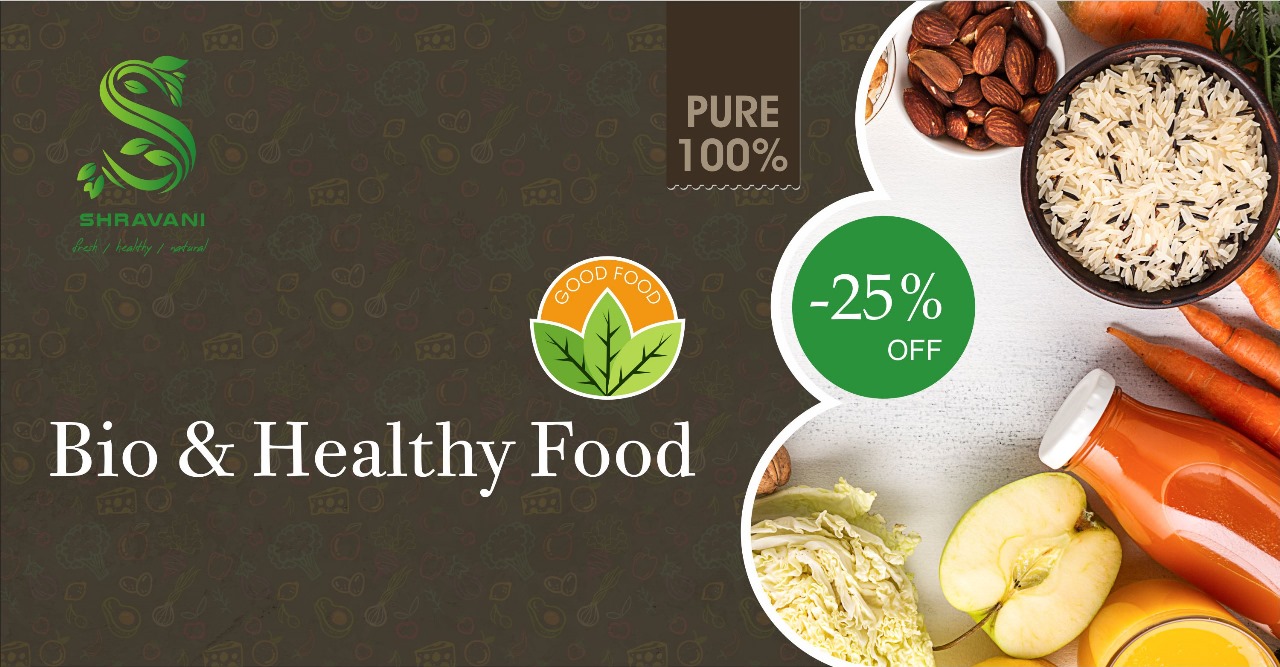 SHRAVANI
fresh / healthy / natural
PURE
100%
GOOD FOOD
-25%
OFF
Bio & Healthy Food